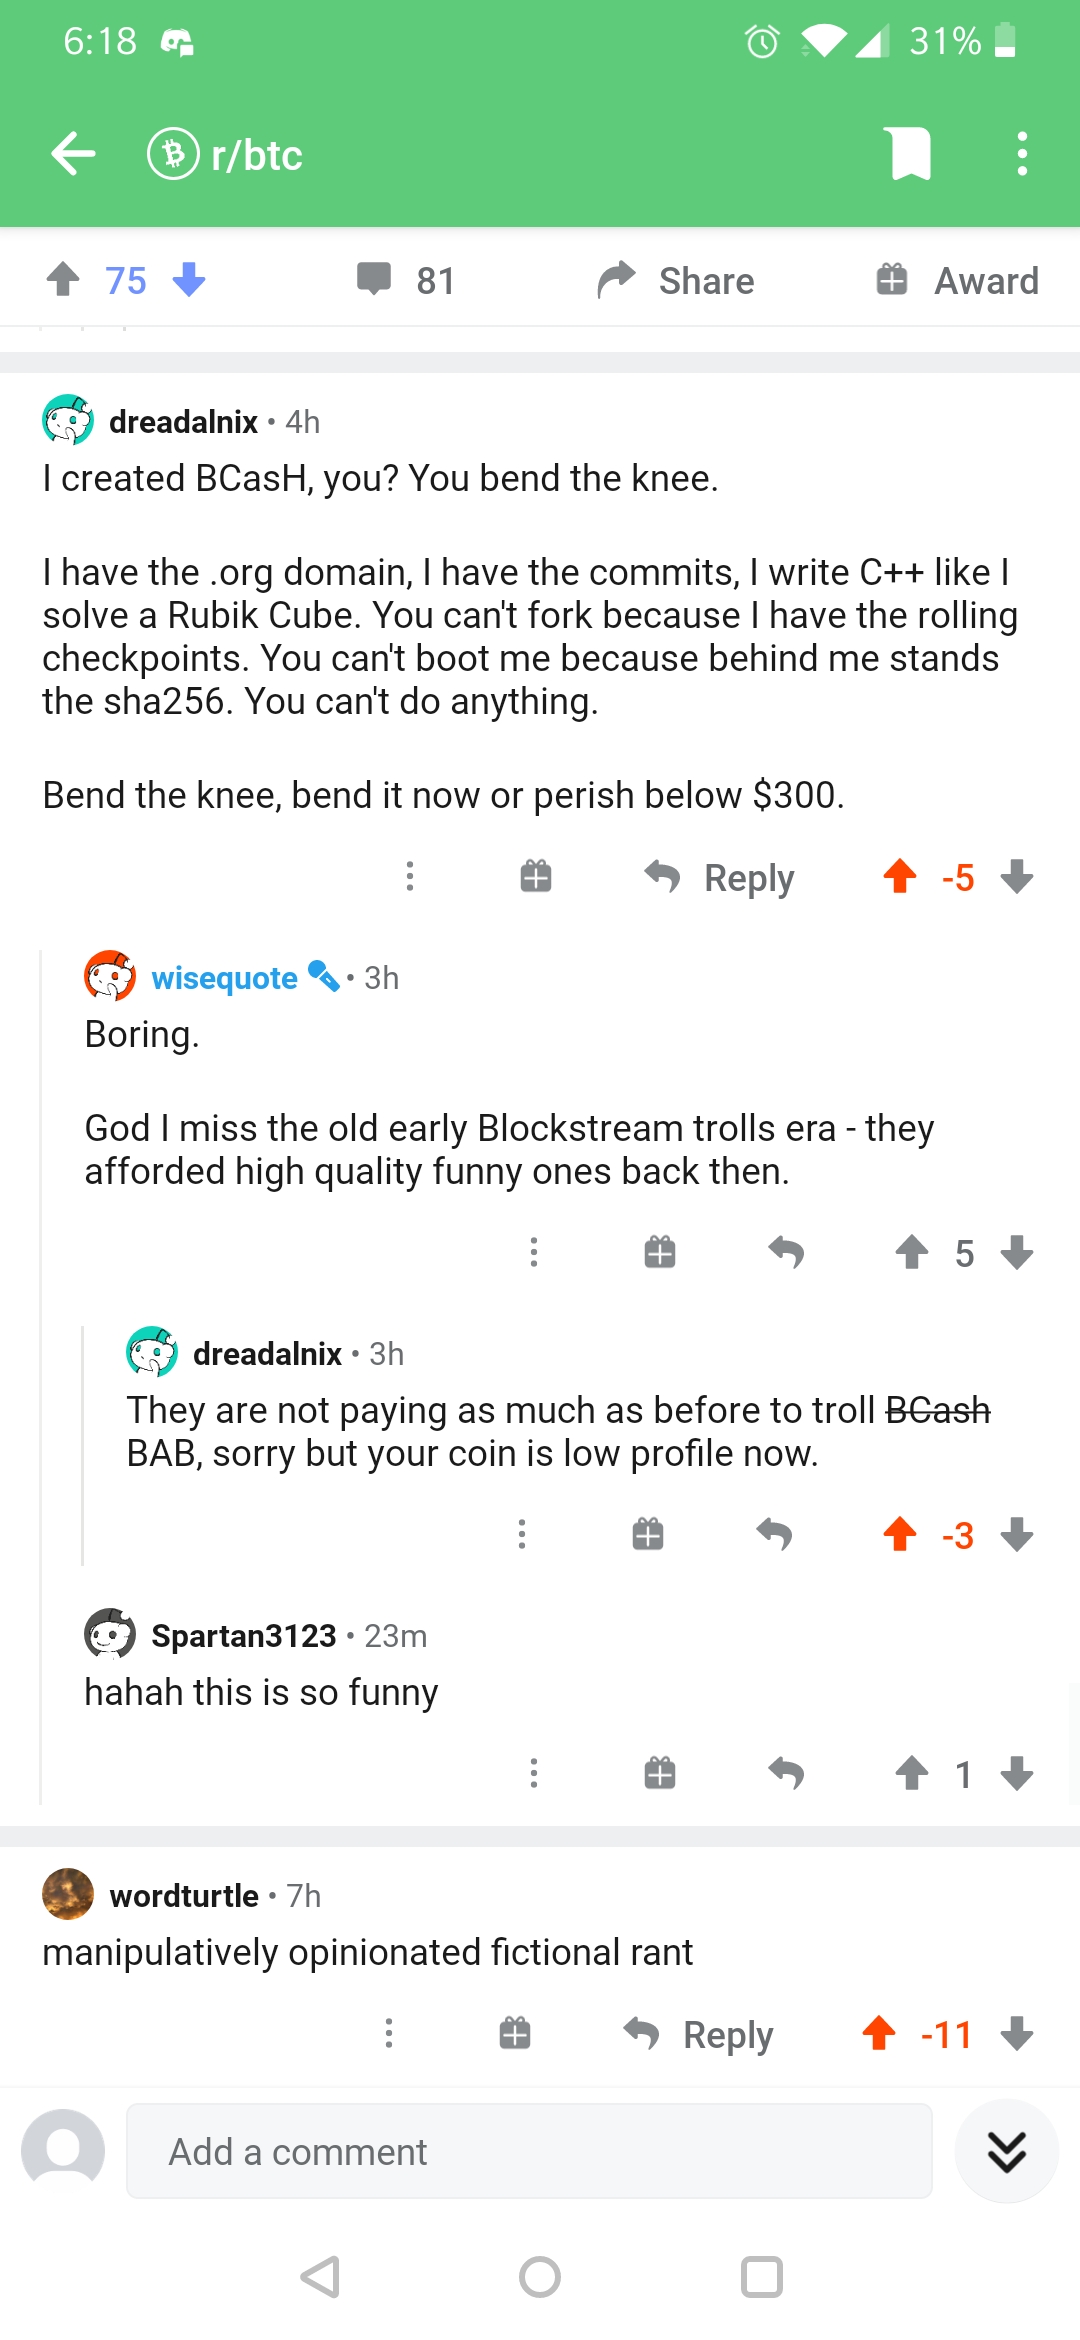 6:18
31%
r/btc
75
81
Share
Award
dreadalnix • 4h
I created BCasH, you? You bend the knee.
I have the .org domain, I have the commits, I write C++ like I
solve a Rubik Cube. You can't fork because I have the rolling
checkpoints. You can't boot me because behind me stands
the sha256. You can't do anything.
Bend the knee, bend it now or perish below $300.
Reply
-5
wisequote • 3h
Boring.
God I miss the old early Blockstream trolls era - they
afforded high quality funny ones back then.
5
dreadalnix • 3h
They are not paying as much as before to troll BCash
BAB, sorry but your coin is low profile now.
-3
Spartan3123 • 23m
hahah this is so funny
1
wordturtle • 7h
manipulatively opinionated fictional rant
Reply
-11
Add a comment